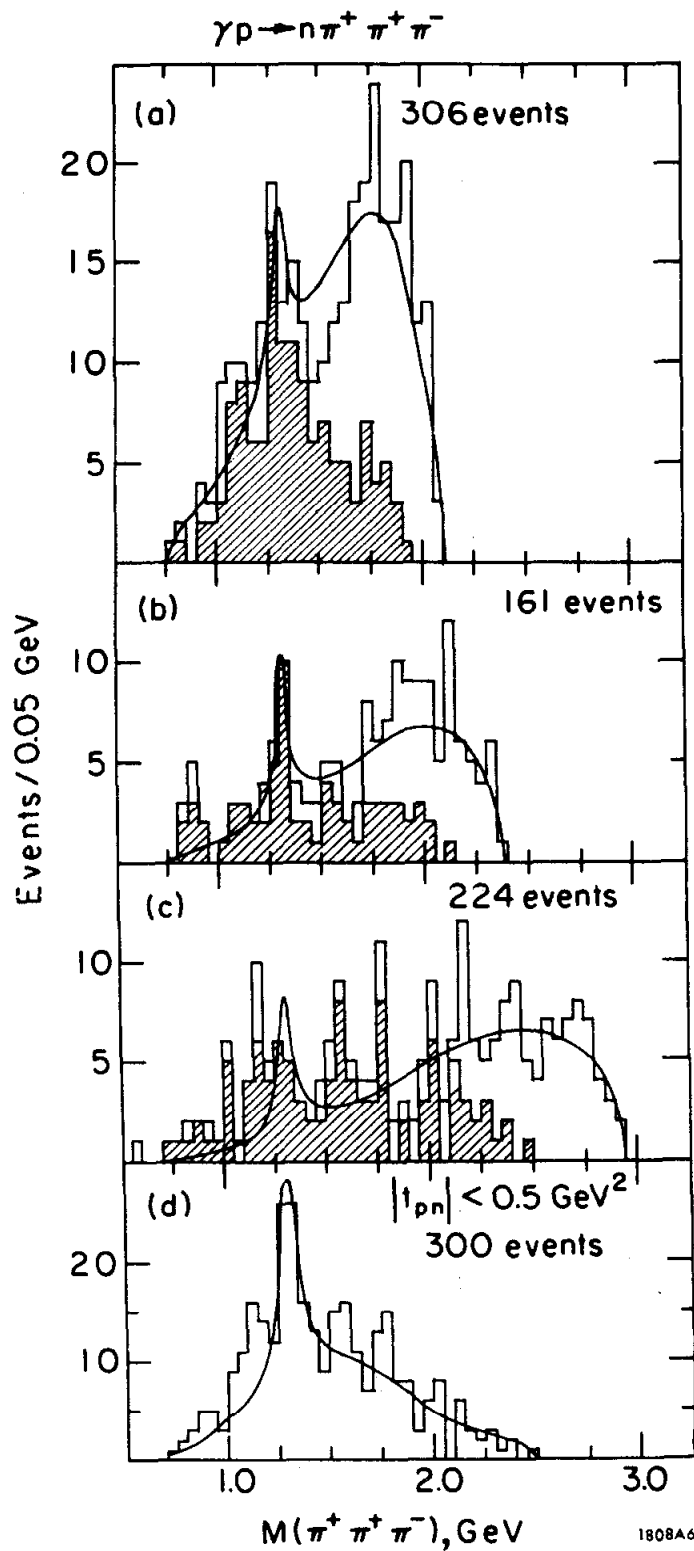 γp→nπ⁺π⁺π⁻
(a)
306 events
20
15
10
5
(b)
161 events
10
5
(c)
224 events
10
5
(d)
|t_pn| < 0.5 GeV²
300 events
20
10
1.0 2.0 3.0
Events/0.05 GeV
M(π⁺π⁺π⁻), GeV
1808A6